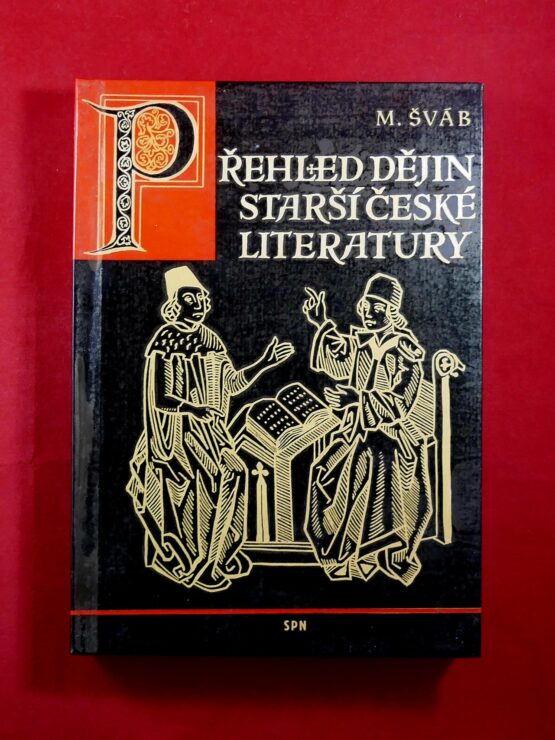 M. ŠVÁB
PŘEHLED DĚJIN
STARŠÍ ČESKÉ
LITERATURY
SPN